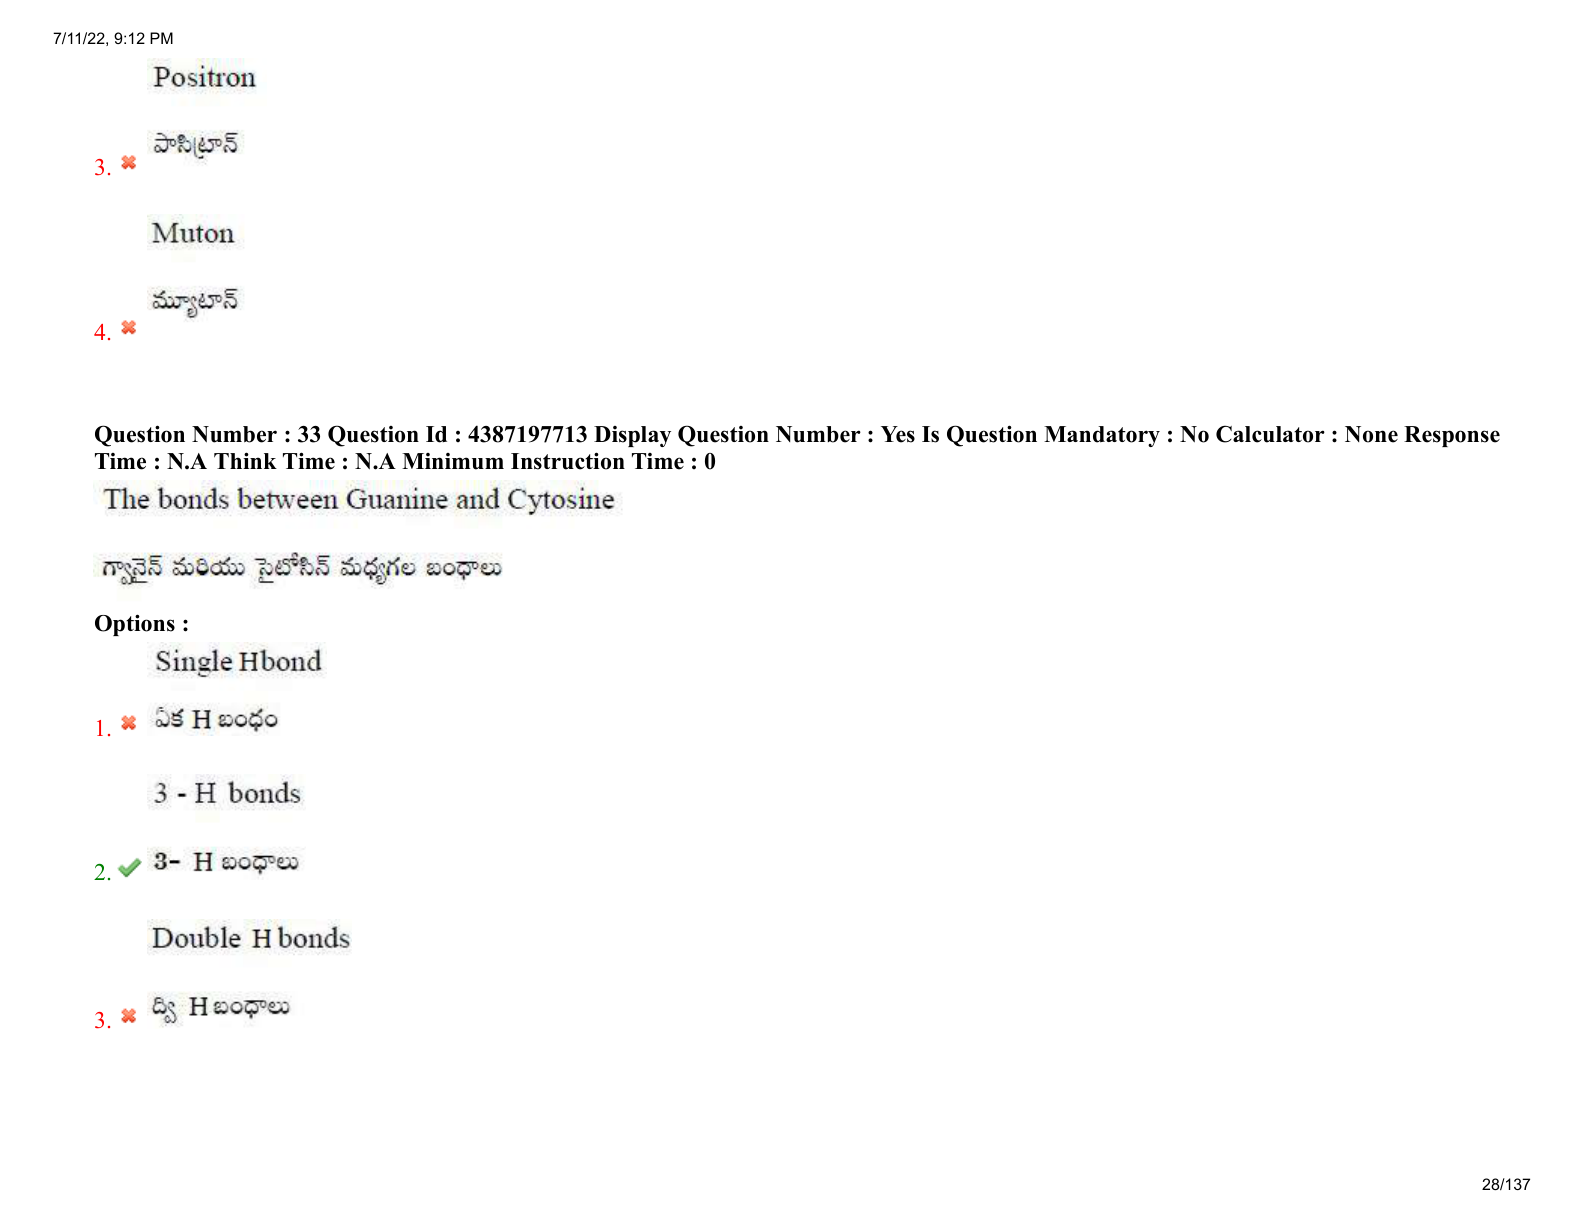 7/11/22, 9:12 PM
Positron
పాసిట్రాన్
3.
Muton
మ్యూటాన్
4.
Question Number : 33 Question Id : 4387197713 Display Question Number : Yes Is Question Mandatory : No Calculator : None Response
Time : N.A Think Time : N.A Minimum Instruction Time : 0
The bonds between Guanine and Cytosine
గ్వానైన్ మరియు సైటోసిన్ మధ్యగల బంధాలు
Options :
Single H bond
1. ఏక H బంధం
3 - H bonds
2. 3- H బంధాలు
Double H bonds
3. ద్వి H బంధాలు
28/137